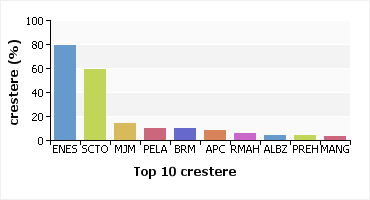 crestere (%)
100
80
60
40
20
0
ENES SCTO MJM PELA BRM APC RMAH ALBZ PREH MANG
Top 10 crestere